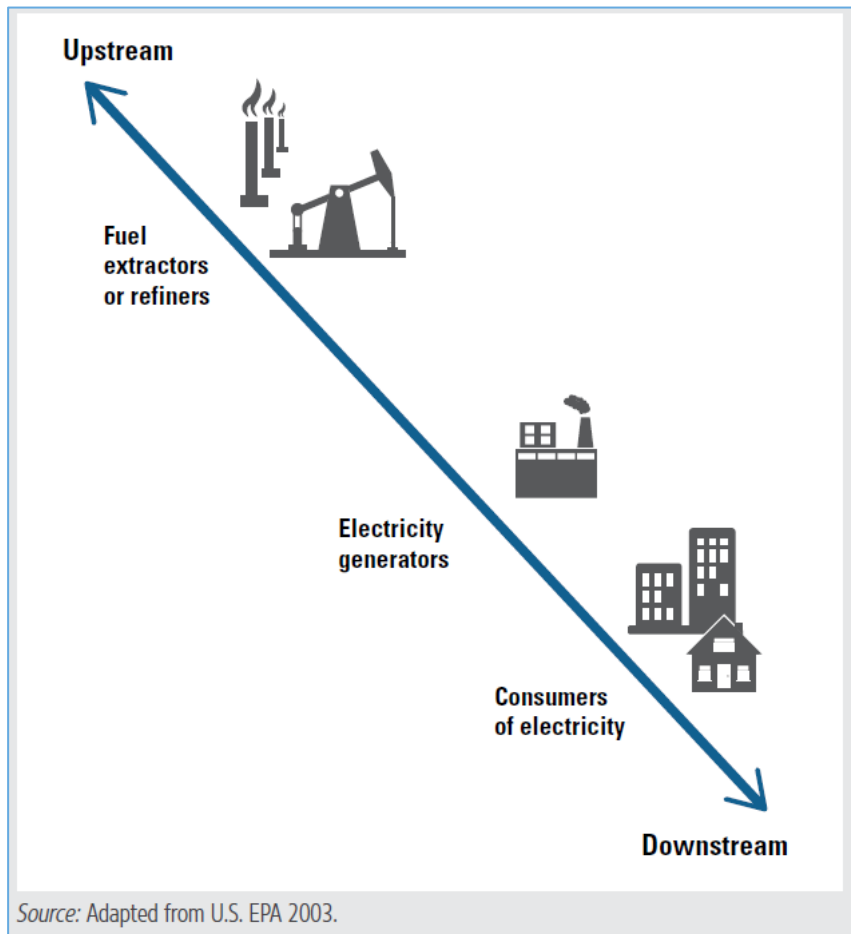 Upstream
Fuel
extractors
or refiners
Electricity
generators
Consumers
of electricity
Downstream
Source: Adapted from U.S. EPA 2003.